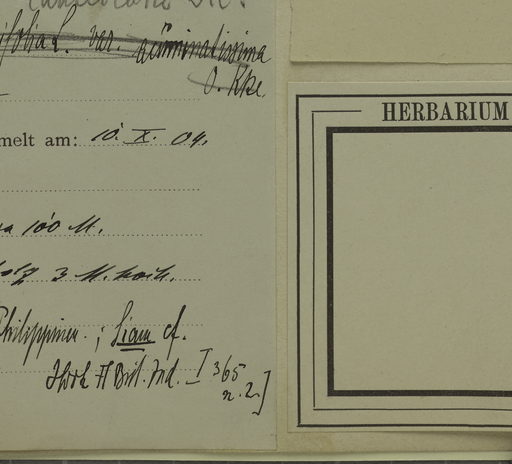 ifolia L. var. acuminatissima
O. Ktze.
melt am: 10. X. 04.
100 M.
3 M. hoch.
Philippinen.; Siam cf.
Hook Fl Brit. Ind. I 365
n. 2.]
HERBARIUM